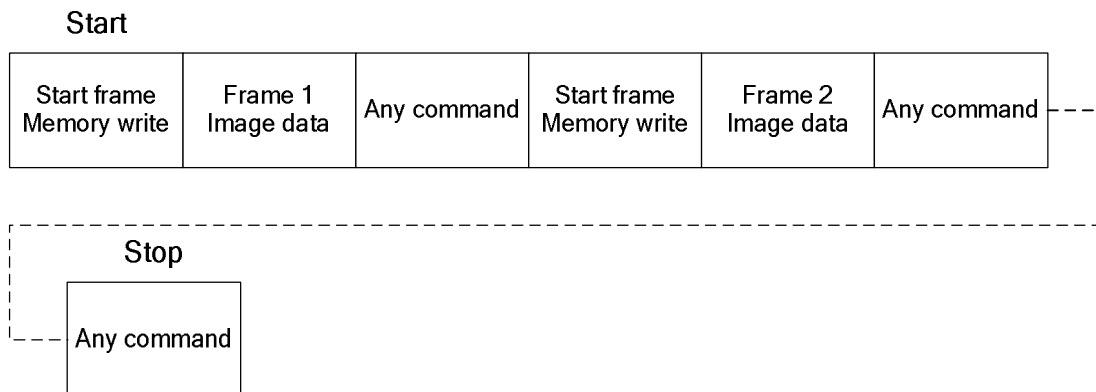 Start
Start frame
Memory write
Frame 1
Image data
Any command
Start frame
Memory write
Frame 2
Image data
Any command
Stop
Any command